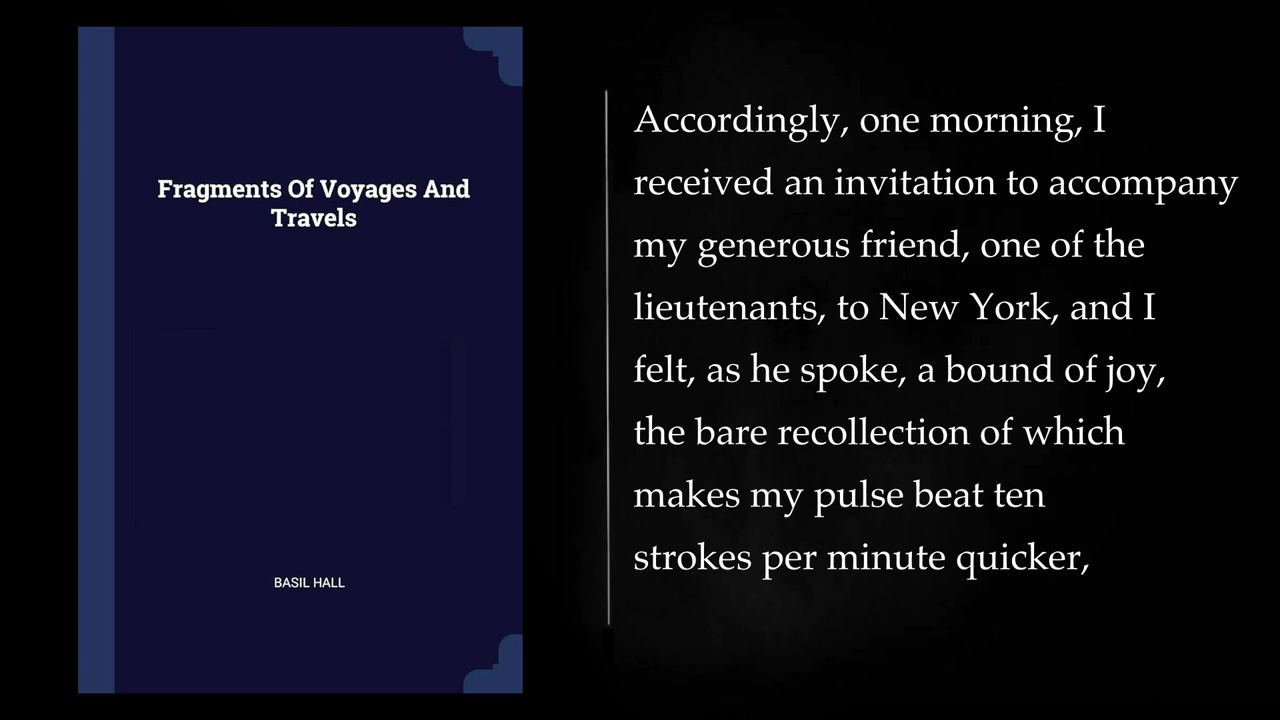 Fragments Of Voyages And
Travels
BASIL HALL
Accordingly, one morning, I
received an invitation to accompany
my generous friend, one of the
lieutenants, to New York, and I
felt, as he spoke, a bound of joy,
the bare recollection of which
makes my pulse beat ten
strokes per minute quicker,